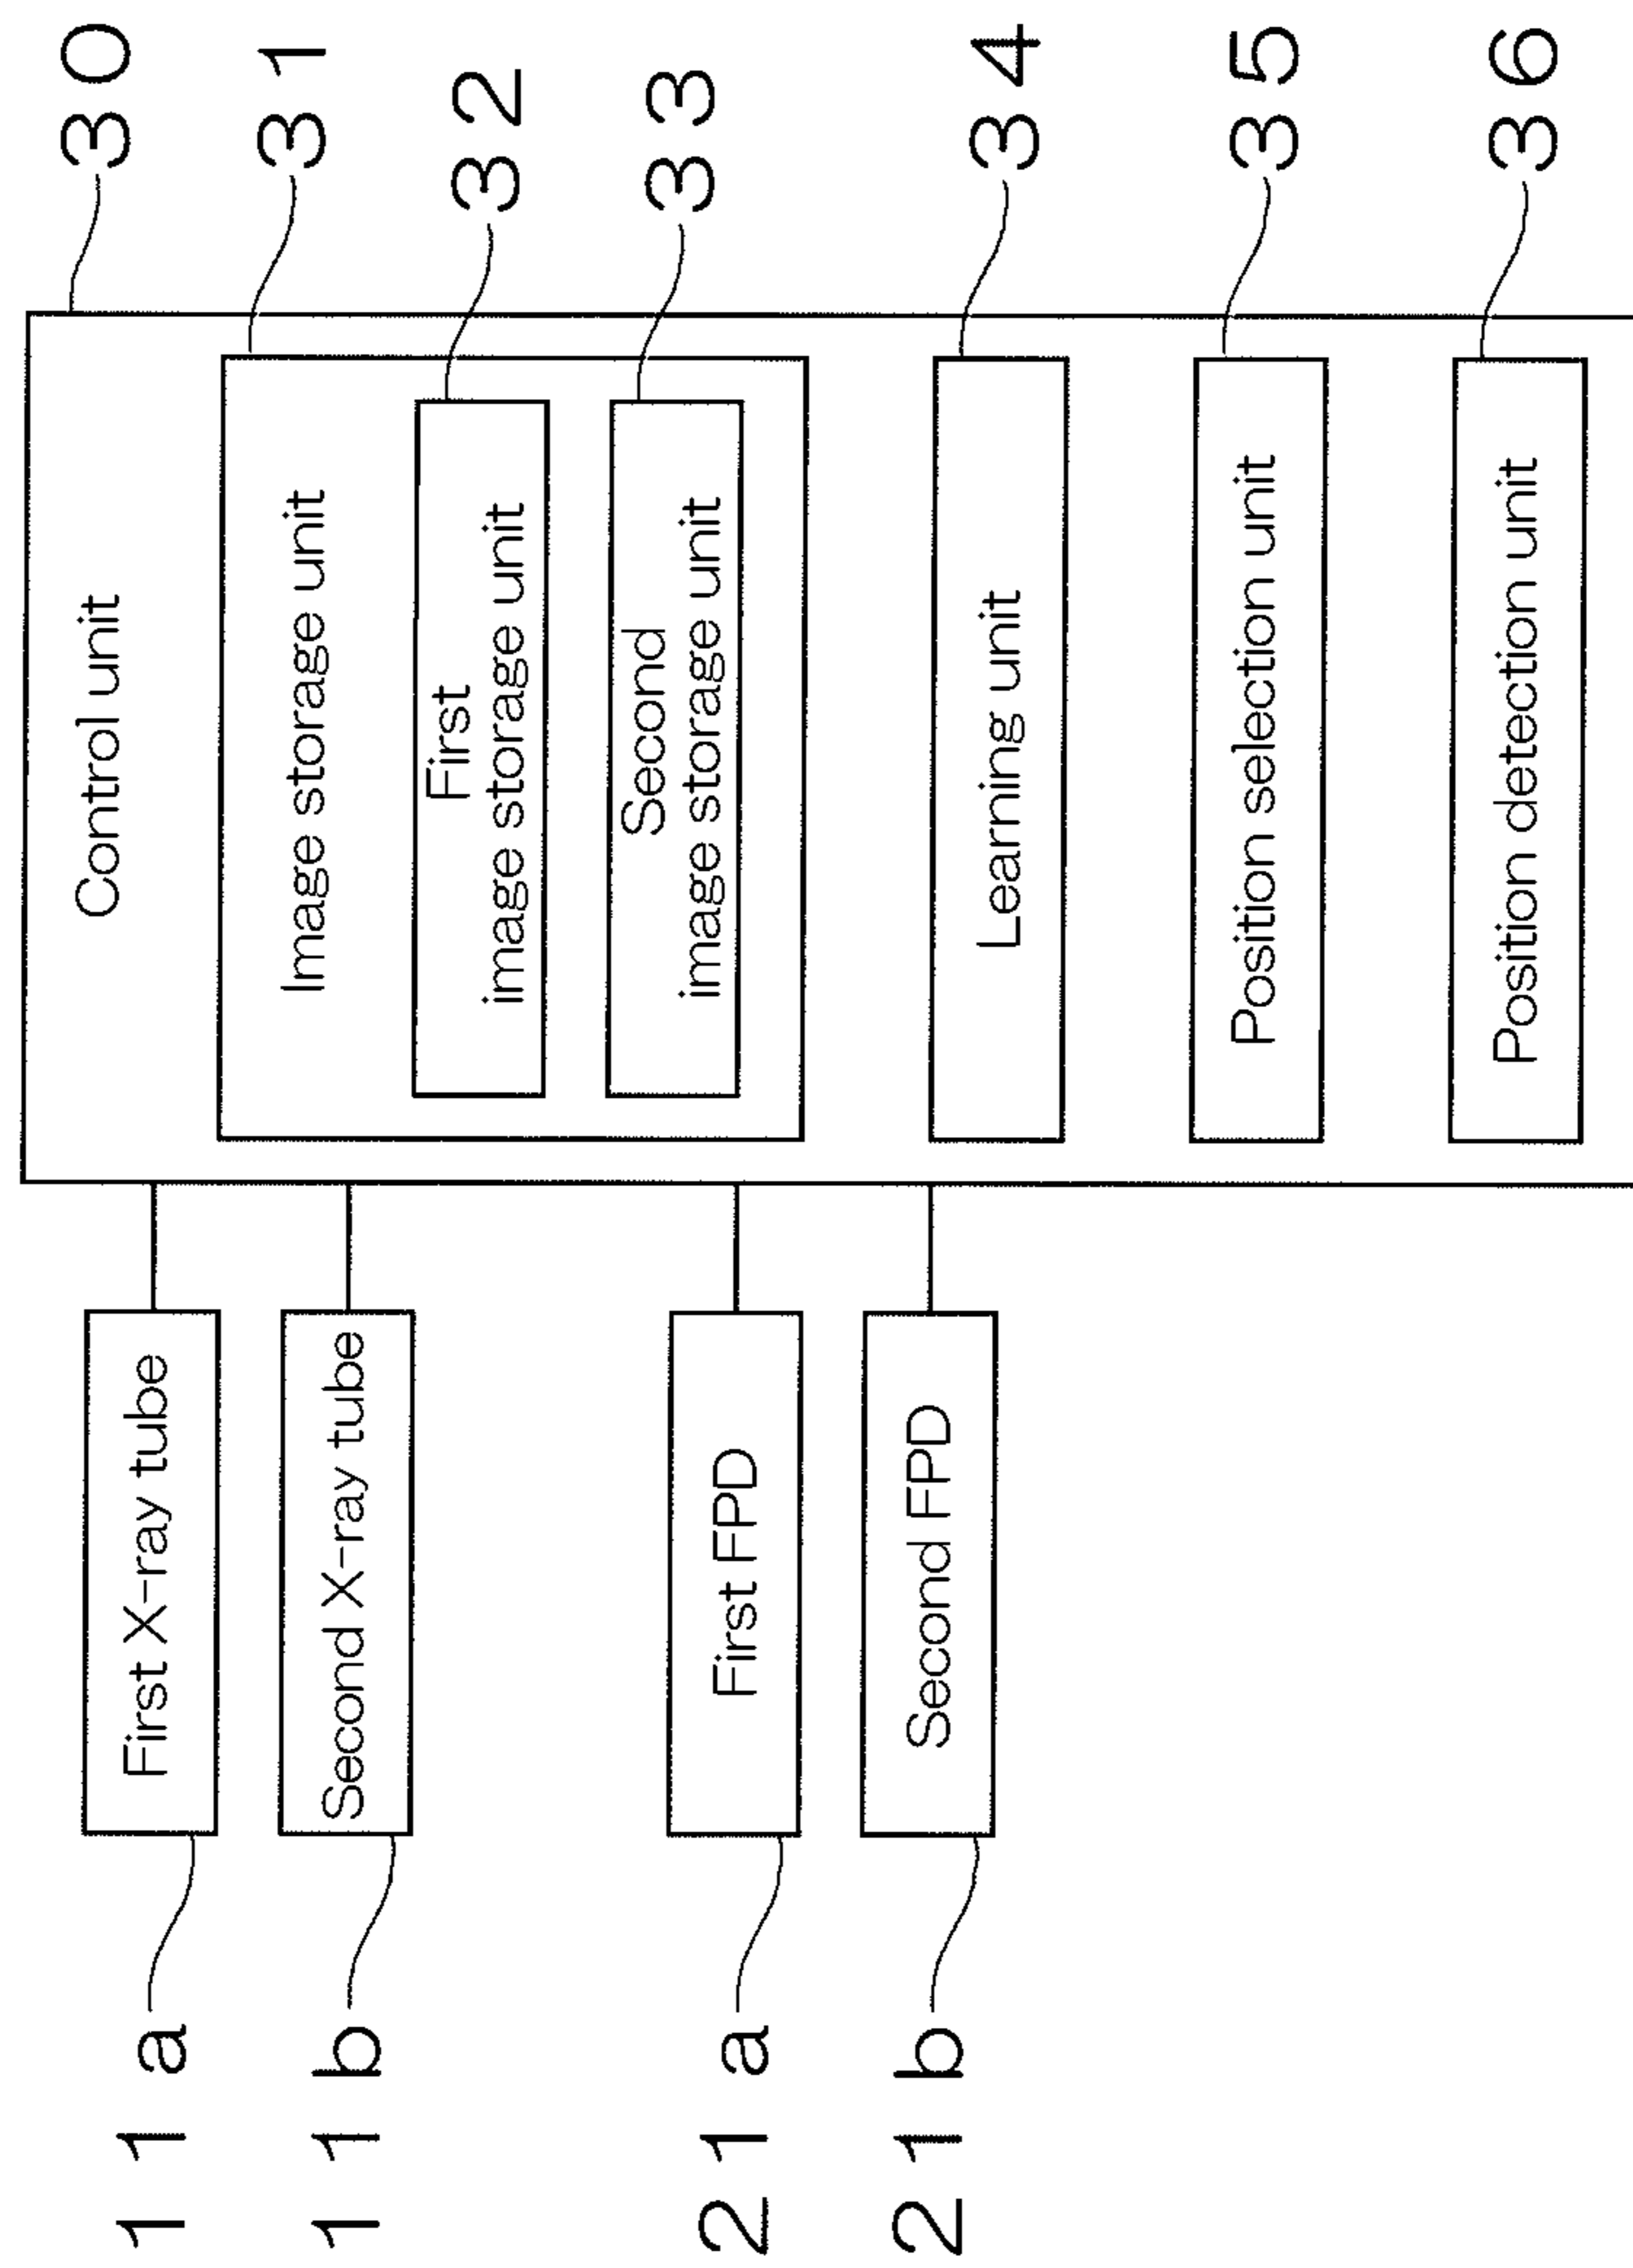 30
Control unit
31
Image storage unit
32
First
image storage unit
33
Second
image storage unit
34
Learning unit
35
Position selection unit
36
Position detection unit
11a
First X-ray tube
11b
Second X-ray tube
21a
First FPD
21b
Second FPD